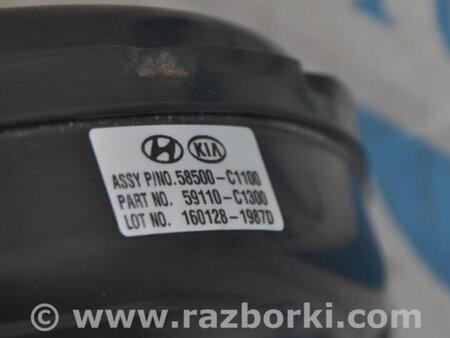 KIA
ASSY P/NO.58500-C1100
PART NO. 59110-C1300
LOT NO. 160128-1987D
© www.razborki.com/